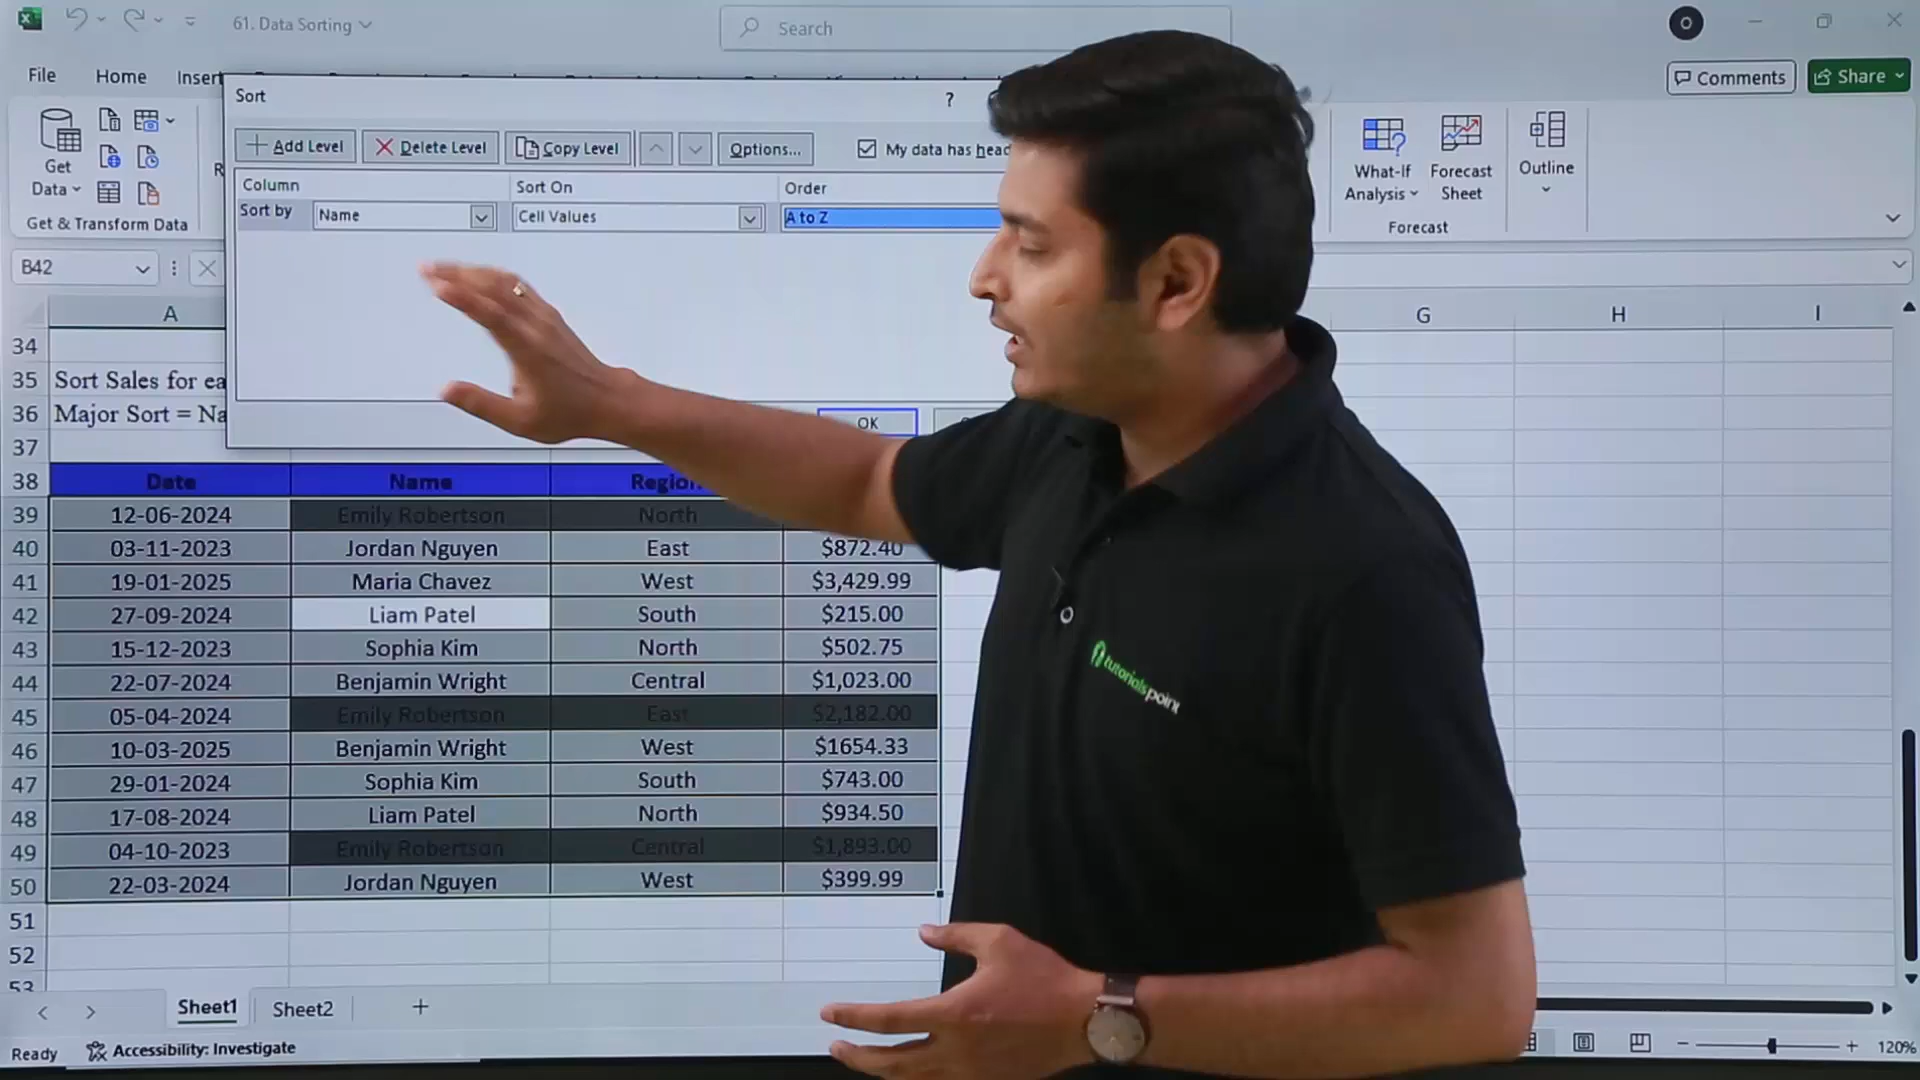 61. Data Sorting
Search
O
File
Home
Comments
Share
Sort
?
Add Level
Delete Level
Copy Level
Options...
My data has
Column
Sort On
Order
Sort by
Name
Cell Values
A to Z
OK
Get
Data
Get & Transform Data
What-If
Analysis
Forecast
Sheet
Forecast
Outline
B42
A
G
H
I
34
35 Sort Sales for
36 Major Sort =
37
38 Date Name Region
39 12-06-2024 Emily Robertson North
40 03-11-2023 Jordan Nguyen East $872.40
41 19-01-2025 Maria Chavez West $3,429.99
42 27-09-2024 Liam Patel South $215.00
43 15-12-2023 Sophia Kim North $502.75
44 22-07-2024 Benjamin Wright Central $1,023.00
45 05-04-2024 Emily Robertson East $2,182.00
46 10-03-2025 Benjamin Wright West $1654.33
47 29-01-2024 Sophia Kim South $743.00
48 17-08-2024 Liam Patel North $934.50
49 04-10-2023 Emily Robertson Central $1,893.00
50 22-03-2024 Jordan Nguyen West $399.99
51
52
53
tutorialspoint
Sheet1
Sheet2
Ready
Accessibility: Investigate
120%